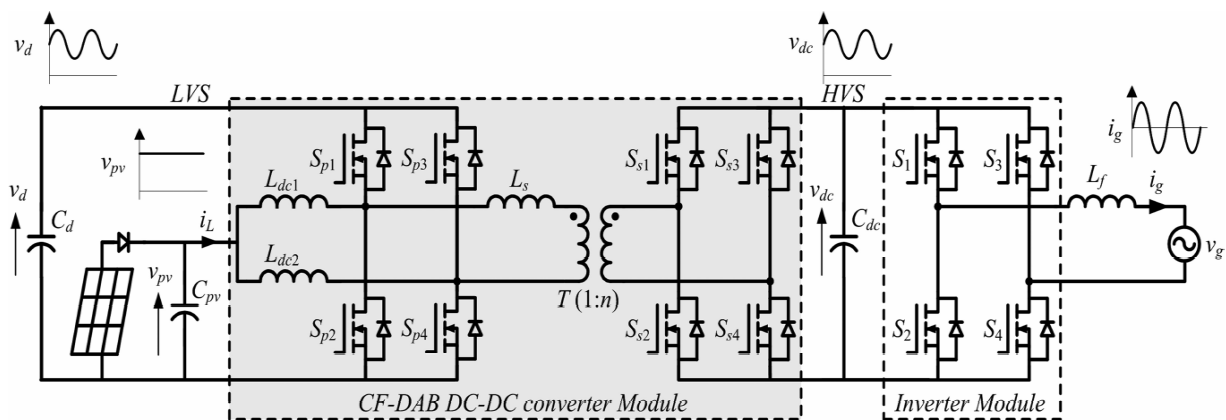 v_d
v_dc
LVS
HVS
v_pv
S_p1
S_p3
S_s1
S_s3
S_1
S_3
i_g
L_dc1
L_s
L_f
i_g
v_d
C_d
i_L
v_dc
C_dc
v_g
L_dc2
v_pv
C_pv
T (1:n)
S_p2
S_p4
S_s2
S_s4
S_2
S_4
CF-DAB DC-DC converter Module
Inverter Module